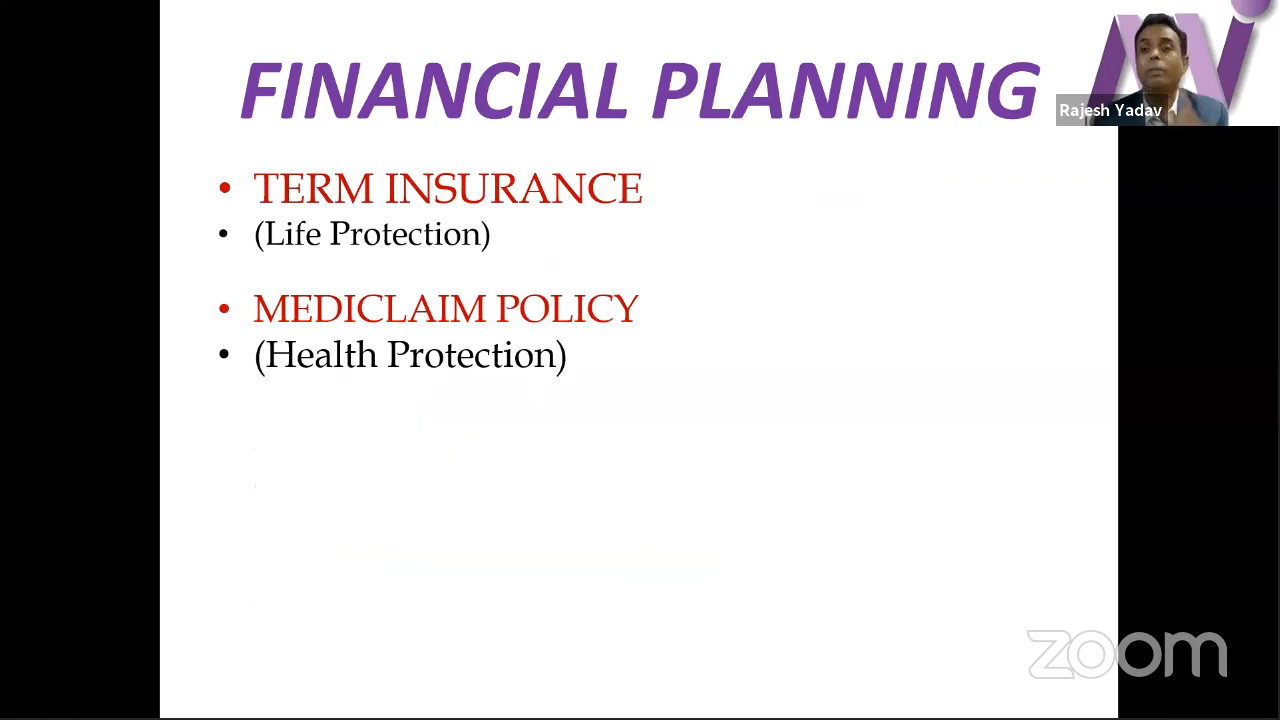 FINANCIAL PLANNING
Rajesh Yadav
• TERM INSURANCE
• (Life Protection)
• MEDICLAIM POLICY
• (Health Protection)
zoom